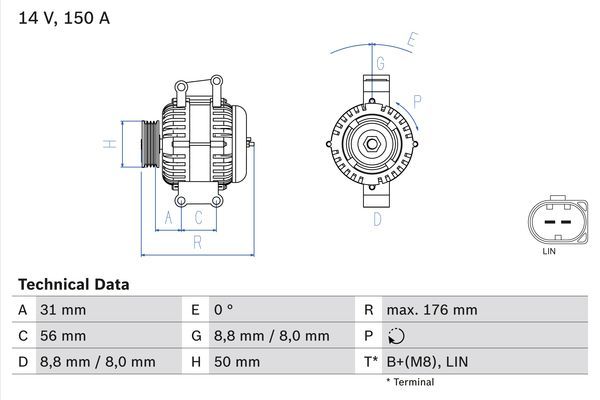 14 V, 150 A
E
G
P
H
A
C
D
R
LIN
Technical Data
A 31 mm E 0 ° R max. 176 mm
C 56 mm G 8,8 mm / 8,0 mm P
D 8,8 mm / 8,0 mm H 50 mm T* B+(M8), LIN
* Terminal